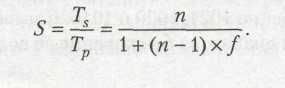 S = T_s / T_p = n / (1 + (n − 1) × f).